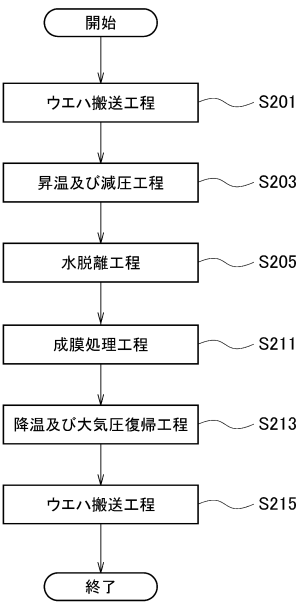 開始
ウエハ搬送工程 S201
昇温及び減圧工程 S203
水脱離工程 S205
成膜処理工程 S211
降温及び大気圧復帰工程 S213
ウエハ搬送工程 S215
終了